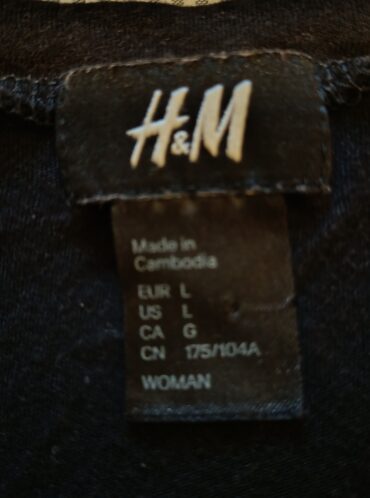 H&M
Made in
Cambodia
EUR L
US L
CA G
CN 175/104A
WOMAN